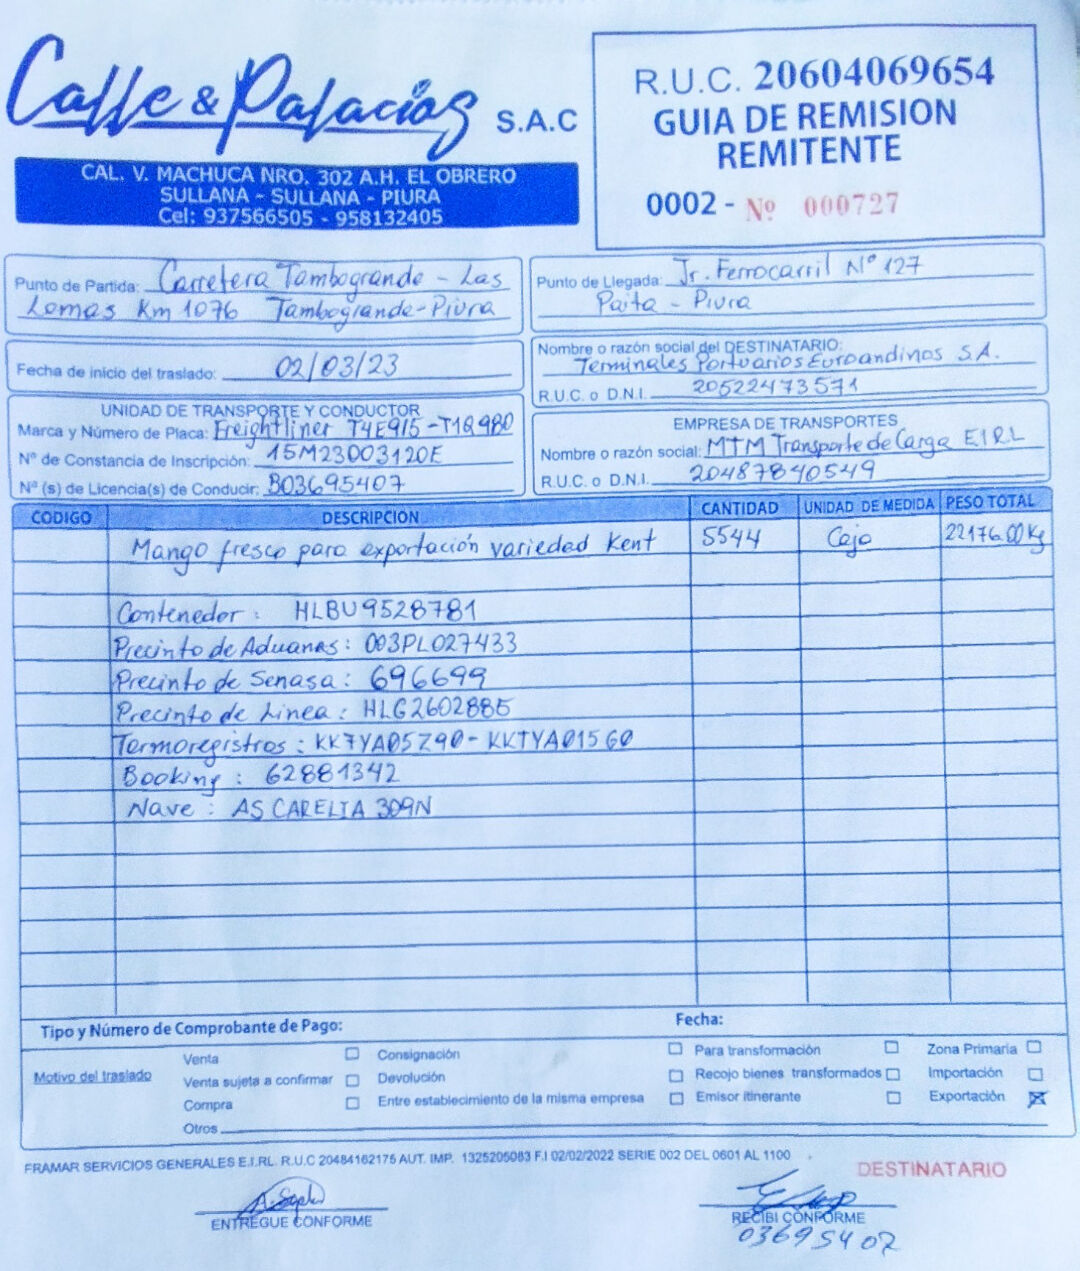 Calle & Palacios S.A.C
CAL. V. MACHUCA NRO. 302 A.H. EL OBRERO
SULLANA - SULLANA - PIURA
Cel: 937566505 - 958132405
R.U.C. 20604069654
GUIA DE REMISION
REMITENTE
0002 - Nº 000727
Punto de Partida: Carretera Tambogrande - Las
Lomas Km 1076 Tambogrande-Piura
Punto de Llegada: Jr. Ferrocarril Nº 127
Paita - Piura
Fecha de inicio del traslado: 02/03/23
Nombre o razón social del DESTINATARIO:
Terminales Portuarios Euroandinos S.A.
R.U.C. o D.N.I. 20522473571
UNIDAD DE TRANSPORTE Y CONDUCTOR
Marca y Número de Placa: Freightliner T4E915-T1Q980
Nº de Constancia de Inscripción: 15M23003120E
Nº (s) de Licencia(s) de Conducir: B03695407
EMPRESA DE TRANSPORTES
Nombre o razón social: MTM Transporte de Carga EIRL
R.U.C. o D.N.I. 20487840549
CODIGO DESCRIPCION CANTIDAD UNIDAD DE MEDIDA PESO TOTAL
Mango fresco para exportación variedad Kent 5544 Caja 22176.00 Kg
Contenedor : HLBU9528781
Precinto de Aduanas : 003PL027433
Precinto de Senasa : 696699
Precinto de Linea : HLG2602885
Termoregistros : KK7YA05Z90 - KKTYA01560
Booking : 62881342
Nave : AS CARELIA 309N
Tipo y Número de Comprobante de Pago: Fecha:
Motivo del traslado
Venta Consignación Para transformación Zona Primaria
Venta sujeta a confirmar Devolución Recojo bienes transformados Importación
Compra Entre establecimiento de la misma empresa Emisor itinerante Exportación X
Otros
FRAMAR SERVICIOS GENERALES E.I.RL. R.U.C 20484162175 AUT. IMP. 1325205083 F.I 02/02/2022 SERIE 002 DEL 0601 AL 1100
DESTINATARIO
ENTREGUE CONFORME
RECIBI CONFORME
03695407